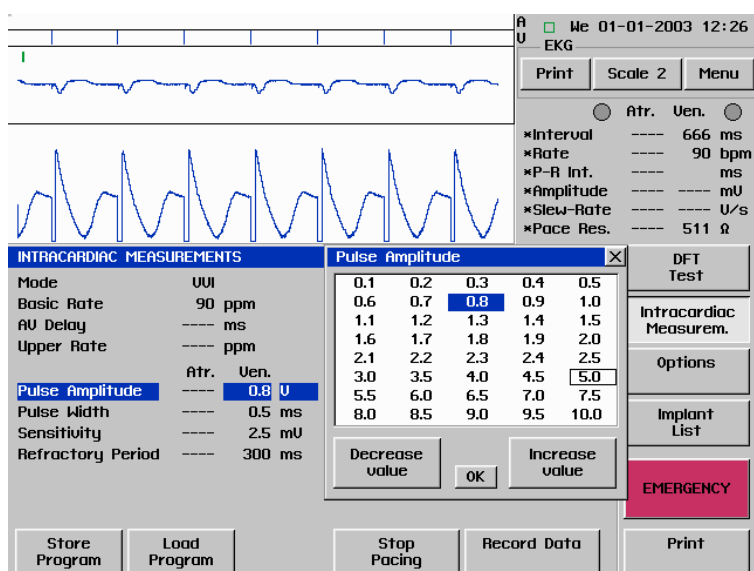 A
V
We 01-01-2003 12:26
EKG
Print Scale 2 Menu
Atr. Ven.
*Interval ---- 666 ms
*Rate ---- 90 bpm
*P-R Int. ms
*Amplitude ---- ---- mV
*Slew-Rate ---- ---- V/s
*Pace Res. ---- 511 Ω
INTRACARDIAC MEASUREMENTS
Mode VVI
Basic Rate 90 ppm
AV Delay ---- ms
Upper Rate ---- ppm
Atr. Ven.
Pulse Amplitude ---- 0.8 V
Pulse Width ---- 0.5 ms
Sensitivity ---- 2.5 mV
Refractory Period ---- 300 ms
Pulse Amplitude
0.1 0.2 0.3 0.4 0.5
0.6 0.7 0.8 0.9 1.0
1.1 1.2 1.3 1.4 1.5
1.6 1.7 1.8 1.9 2.0
2.1 2.2 2.3 2.4 2.5
3.0 3.5 4.0 4.5 5.0
5.5 6.0 6.5 7.0 7.5
8.0 8.5 9.0 9.5 10.0
Decrease
value
OK
Increase
value
DFT
Test
Intracardiac
Measurem.
Options
Implant
List
EMERGENCY
Store
Program
Load
Program
Stop
Pacing
Record Data
Print